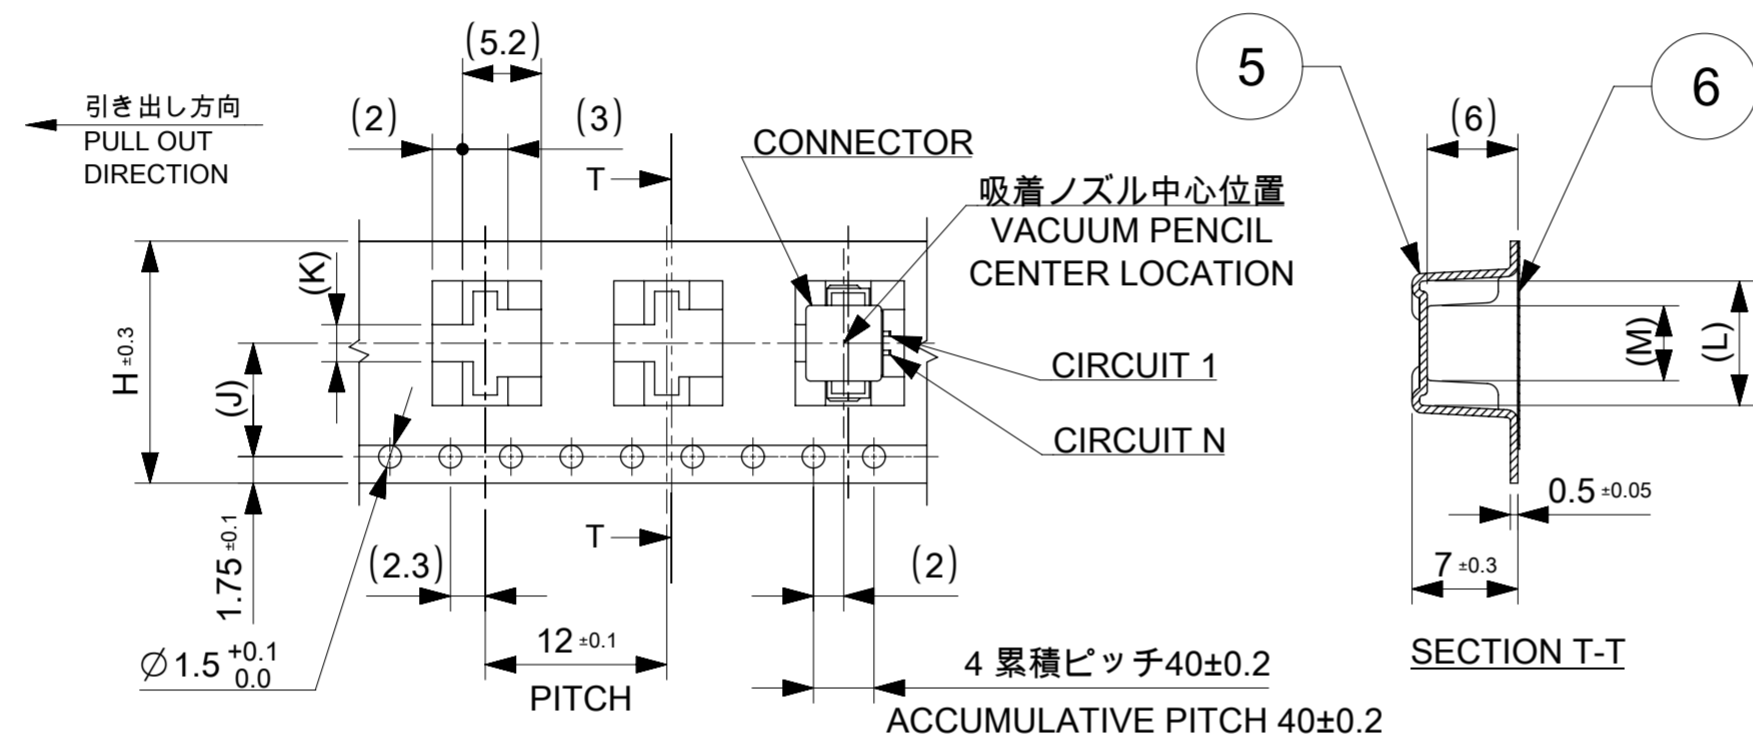 (5.2)
5
6
引き出し方向
PULL OUT
DIRECTION
(2)
(3)
(6)
CONNECTOR
T
吸着ノズル中心位置
VACUUM PENCIL
CENTER LOCATION
(K)
H ±0.3
(J)
(M)
(L)
CIRCUIT 1
CIRCUIT N
0.5 ±0.05
1.75 ±0.1
T
(2.3)
(2)
7 ±0.3
12 ±0.1
PITCH
∅1.5 +0.1
0.0
4 累積ピッチ40±0.2
ACCUMULATIVE PITCH 40±0.2
SECTION T-T